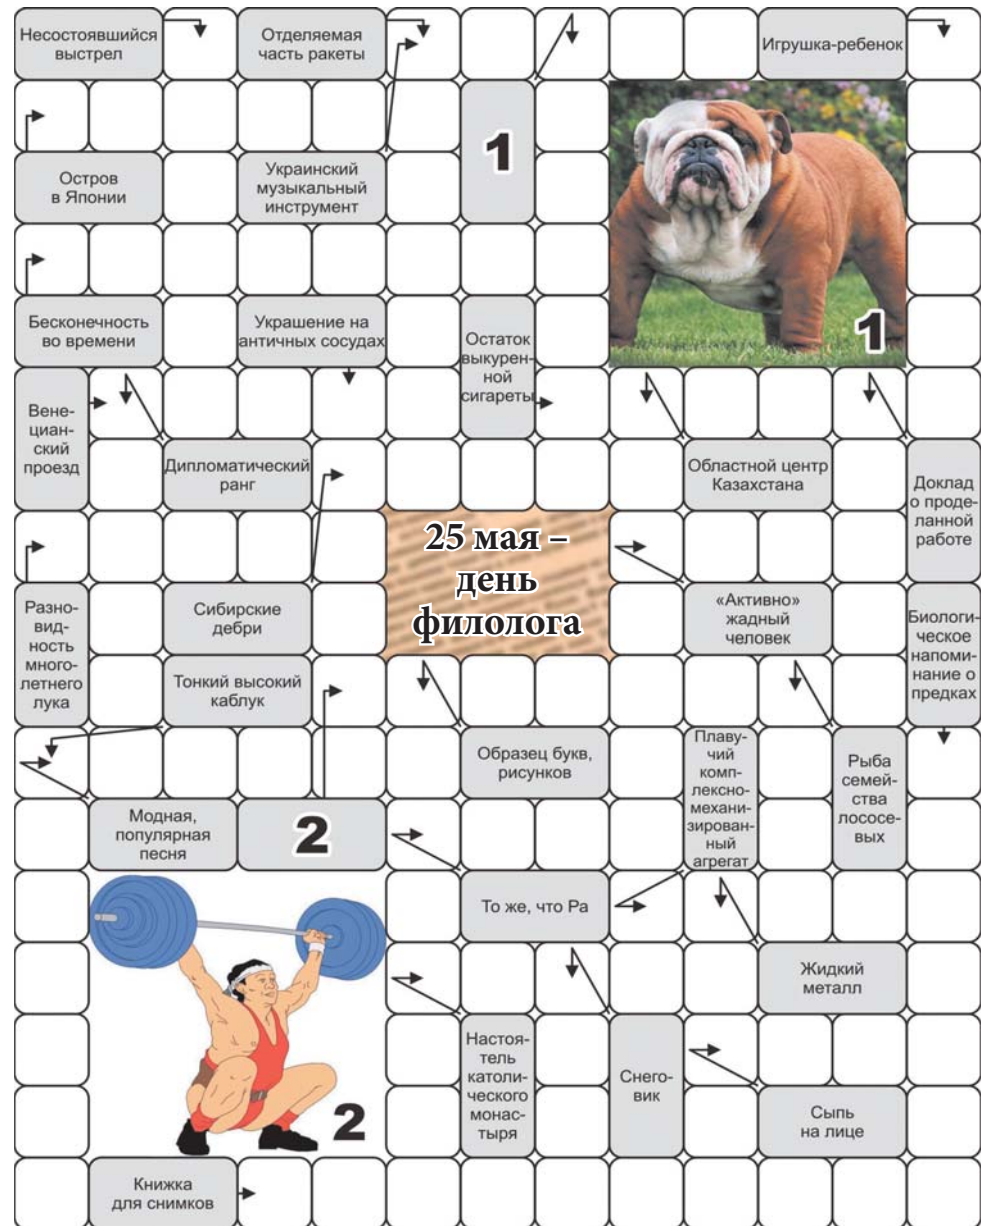 Несостоявшийся
выстрел
Отделяемая
часть ракеты
Игрушка-ребенок
1
Остров
в Японии
Украинский
музыкальный
инструмент
Бесконечность
во времени
Украшение на
античных сосудах
Остаток
выкурен-
ной
сигареты
1
Вене-
циан-
ский
проезд
Дипломатический
ранг
Областной центр
Казахстана
Доклад
о проде-
ланной
работе
25 мая –
день
филолога
Разно-
вид-
ность
много-
летнего
лука
Сибирские
дебри
«Активно»
жадный
человек
Биологи-
ческое
напоми-
нание о
предках
Тонкий высокий
каблук
Образец букв,
рисунков
Плаву-
чий
комп-
лексно-
механи-
зирован-
ный
агрегат
Рыба
семей-
ства
лососе-
вых
Модная,
популярная
песня
2
То же, что Ра
Жидкий
металл
Настоя-
тель
католи-
ческого
монас-
тыря
Снего-
вик
2
Сыпь
на лице
Книжка
для снимков